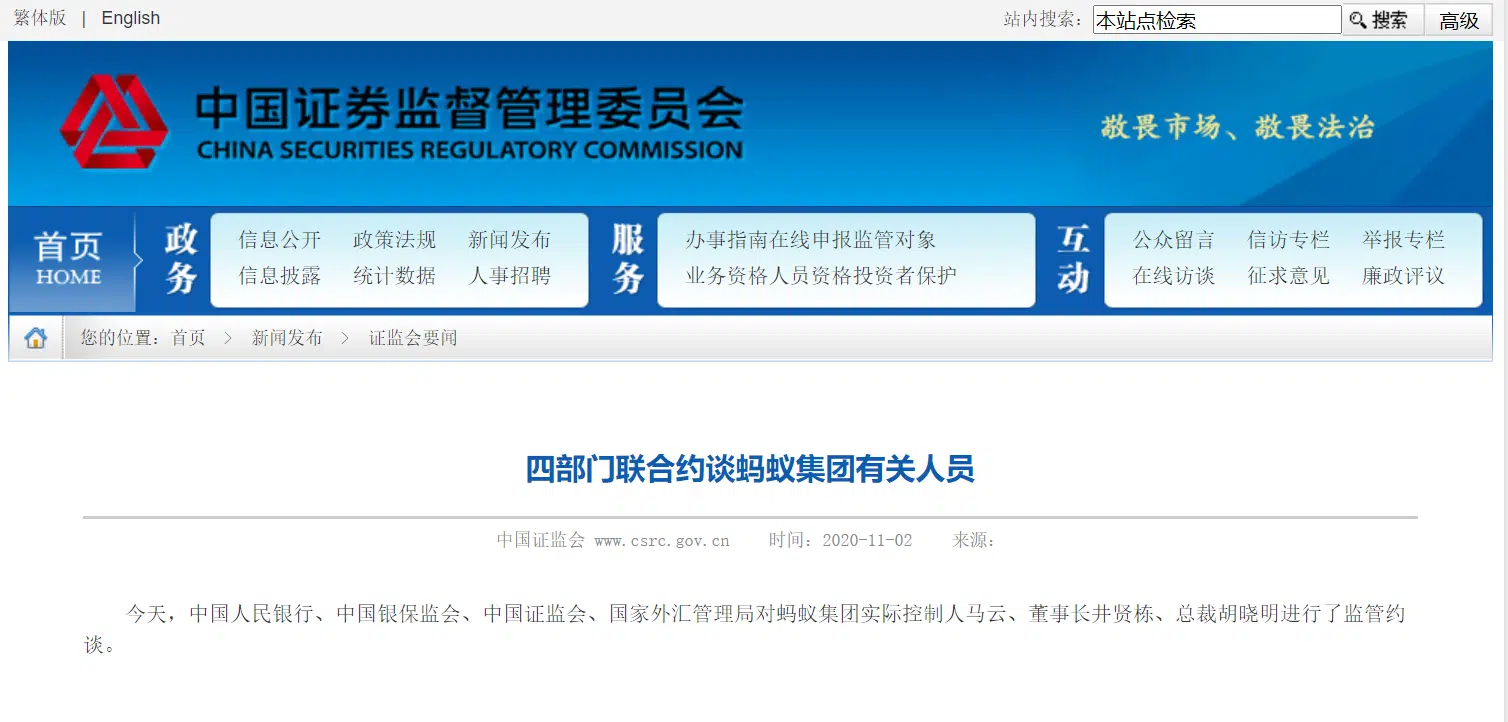 繁体版 | English 站内搜索: 本站点检索 搜索 高级
中国证券监督管理委员会
CHINA SECURITIES REGULATORY COMMISSION
敬畏市场、敬畏法治
首页
HOME
政务
信息公开 政策法规 新闻发布
信息披露 统计数据 人事招聘
服务
办事指南在线申报监管对象
业务资格人员资格投资者保护
互动
公众留言 信访专栏 举报专栏
在线访谈 征求意见 廉政评议
您的位置: 首页 > 新闻发布 > 证监会要闻
四部门联合约谈蚂蚁集团有关人员
中国证监会 www.csrc.gov.cn 时间: 2020-11-02 来源:
今天，中国人民银行、中国银保监会、中国证监会、国家外汇管理局对蚂蚁集团实际控制人马云、董事长井贤栋、总裁胡晓明进行了监管约
谈。